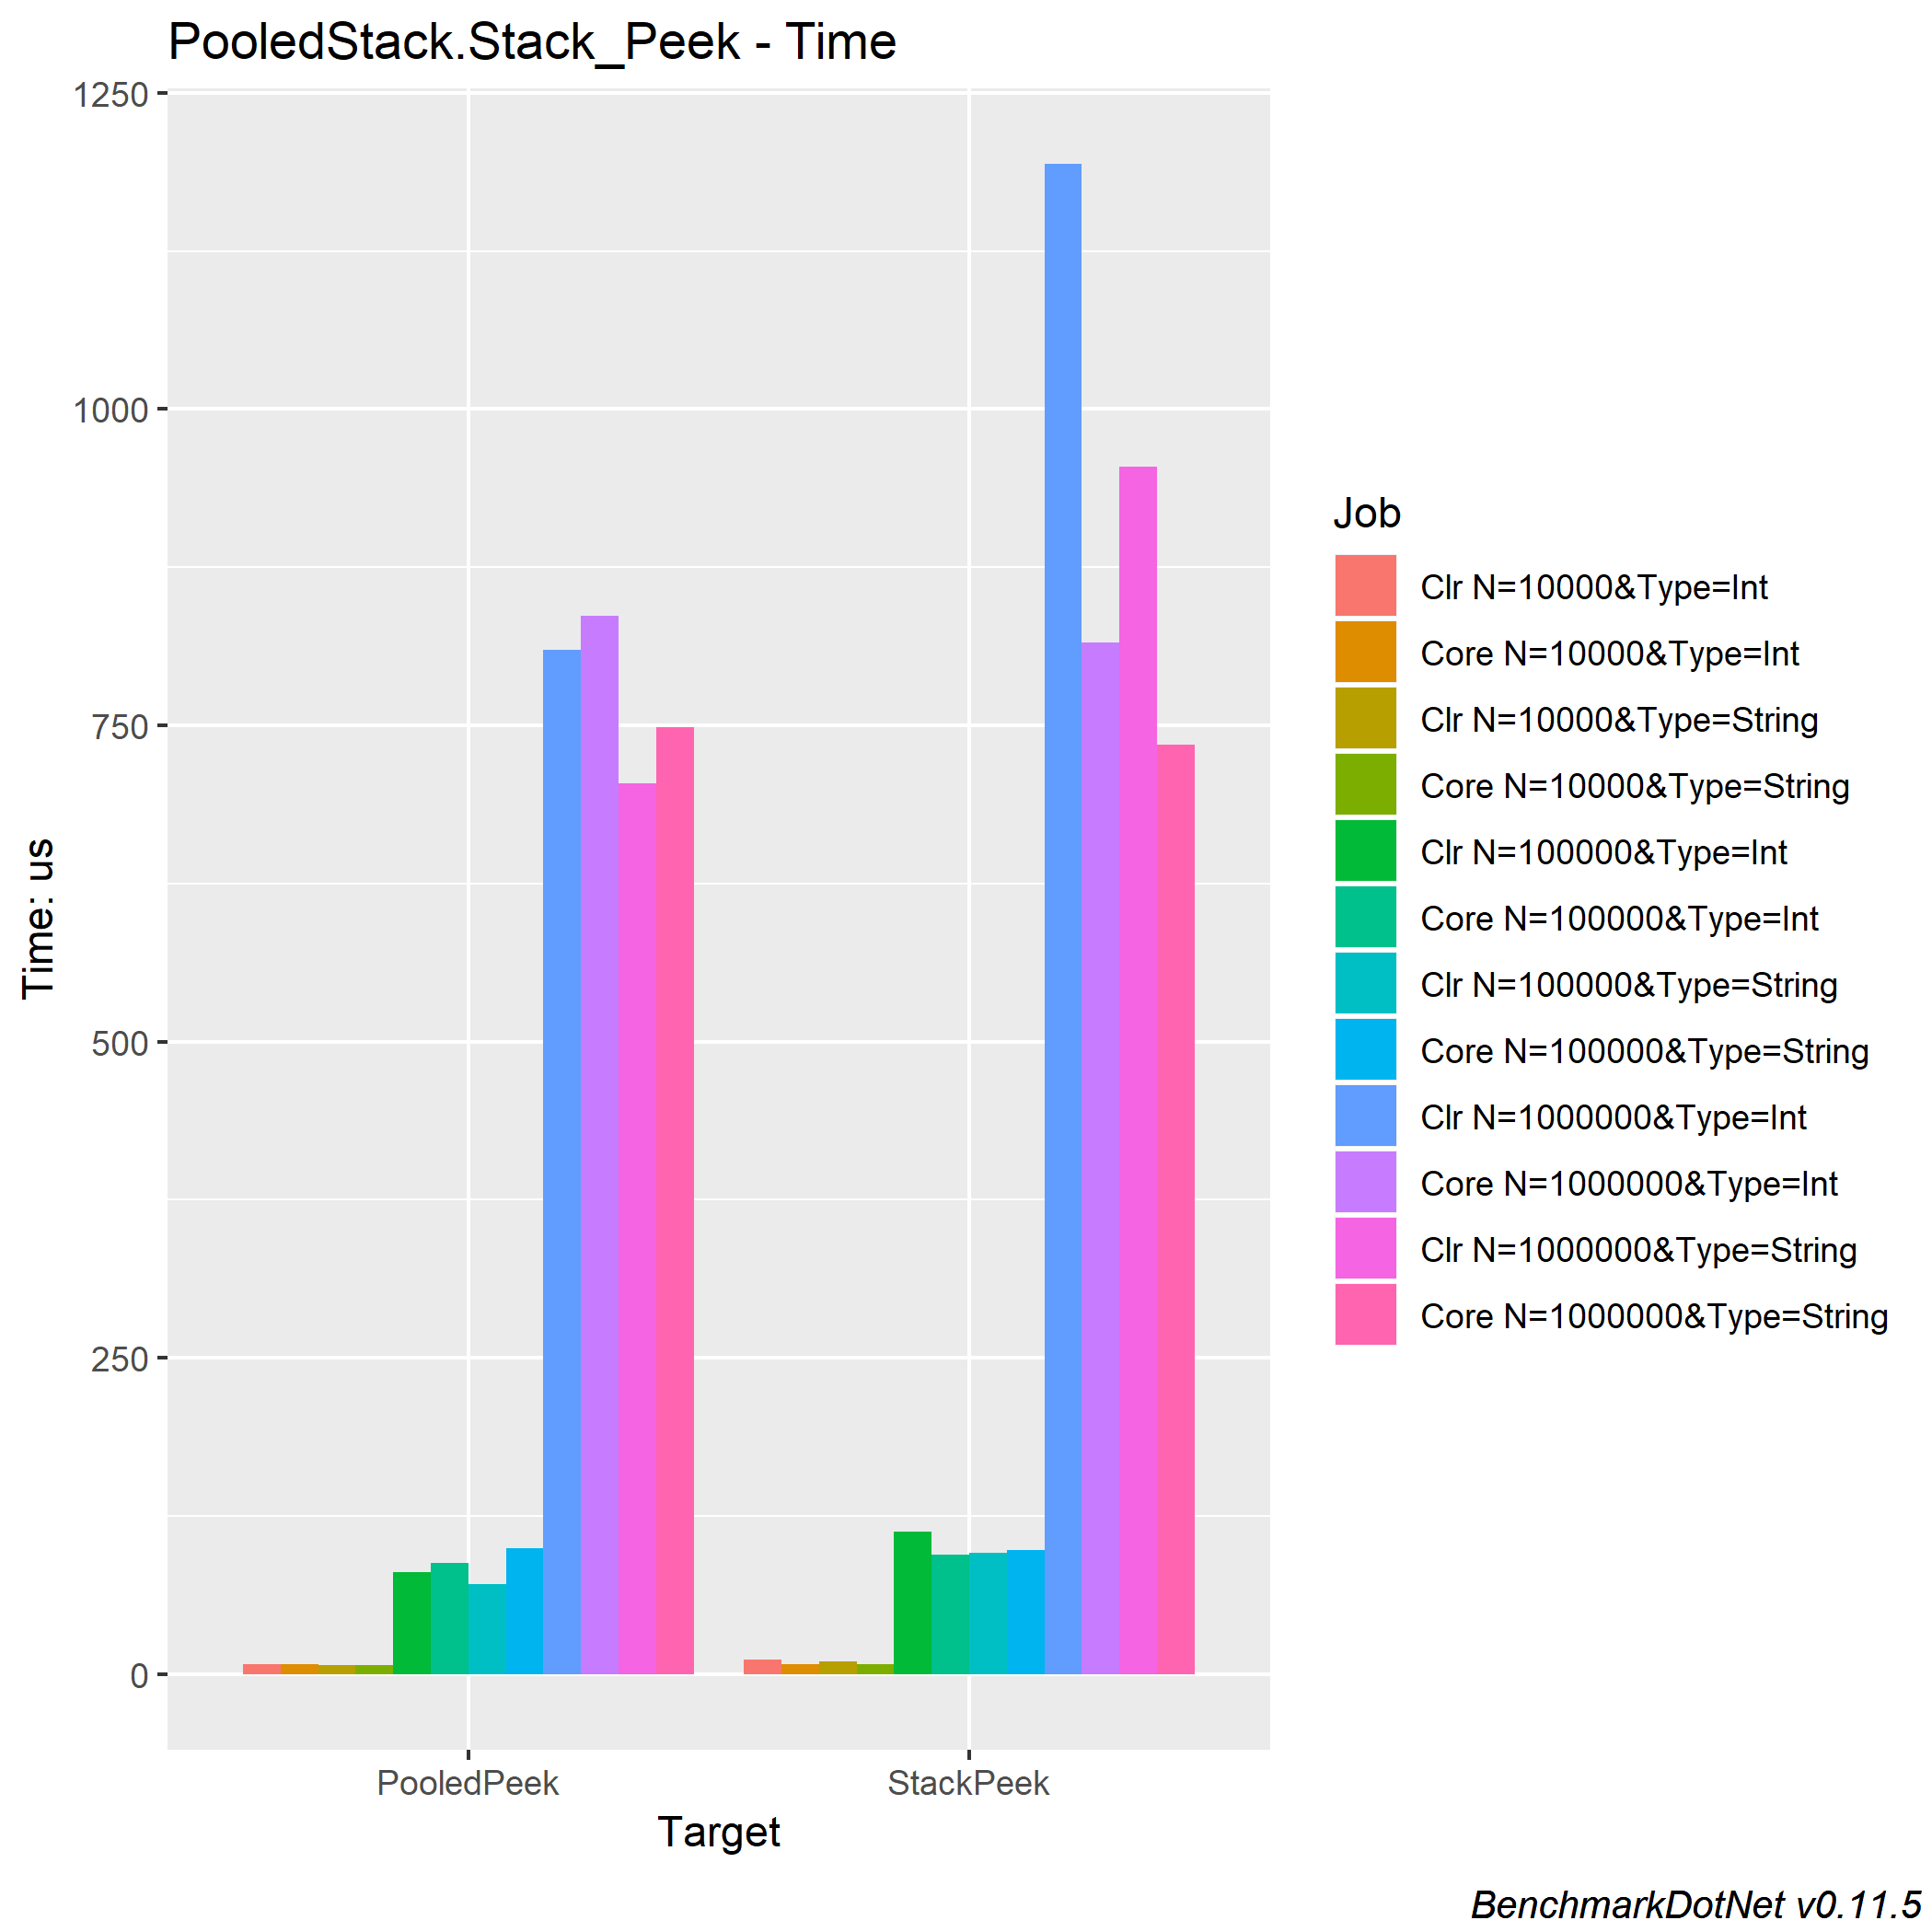 PooledStack.Stack_Peek - Time
1250
1000
750
500
250
0
Time: us
PooledPeek
StackPeek
Target
Job
Clr N=10000&Type=Int
Core N=10000&Type=Int
Clr N=10000&Type=String
Core N=10000&Type=String
Clr N=100000&Type=Int
Core N=100000&Type=Int
Clr N=100000&Type=String
Core N=100000&Type=String
Clr N=1000000&Type=Int
Core N=1000000&Type=Int
Clr N=1000000&Type=String
Core N=1000000&Type=String
BenchmarkDotNet v0.11.5